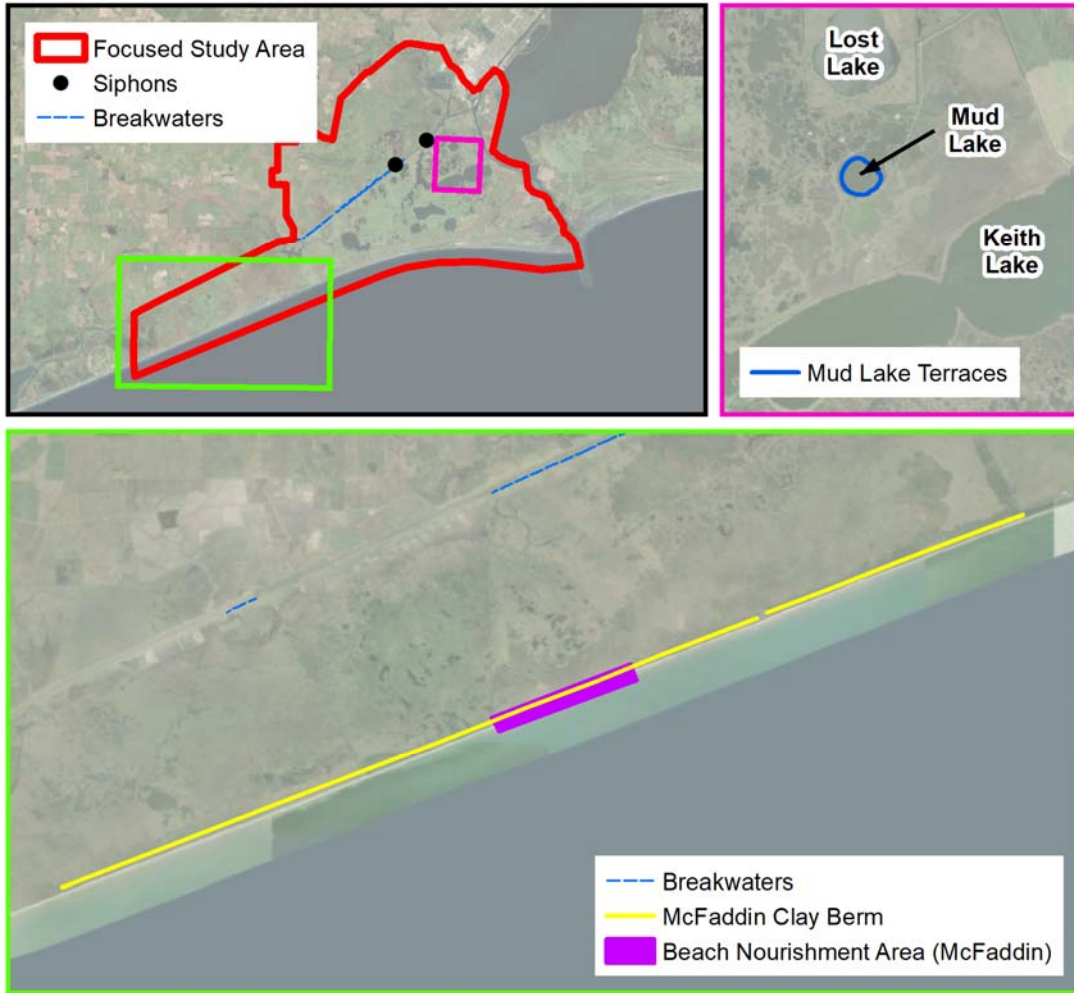 Focused Study Area
Siphons
Breakwaters
Lost
Lake
Mud
Lake
Keith
Lake
Mud Lake Terraces
Breakwaters
McFaddin Clay Berm
Beach Nourishment Area (McFaddin)